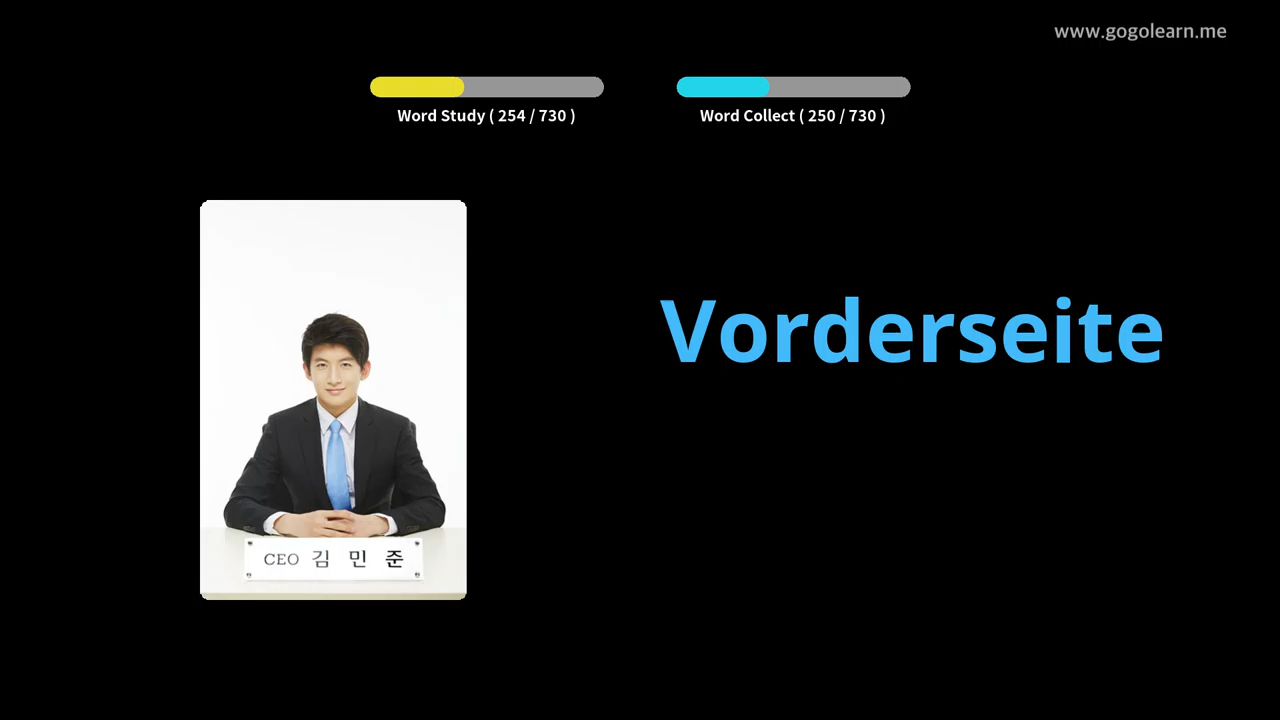 www.gogolearn.me
Word Study ( 254 / 730 )
Word Collect ( 250 / 730 )
Vorderseite
CEO 김 민 준